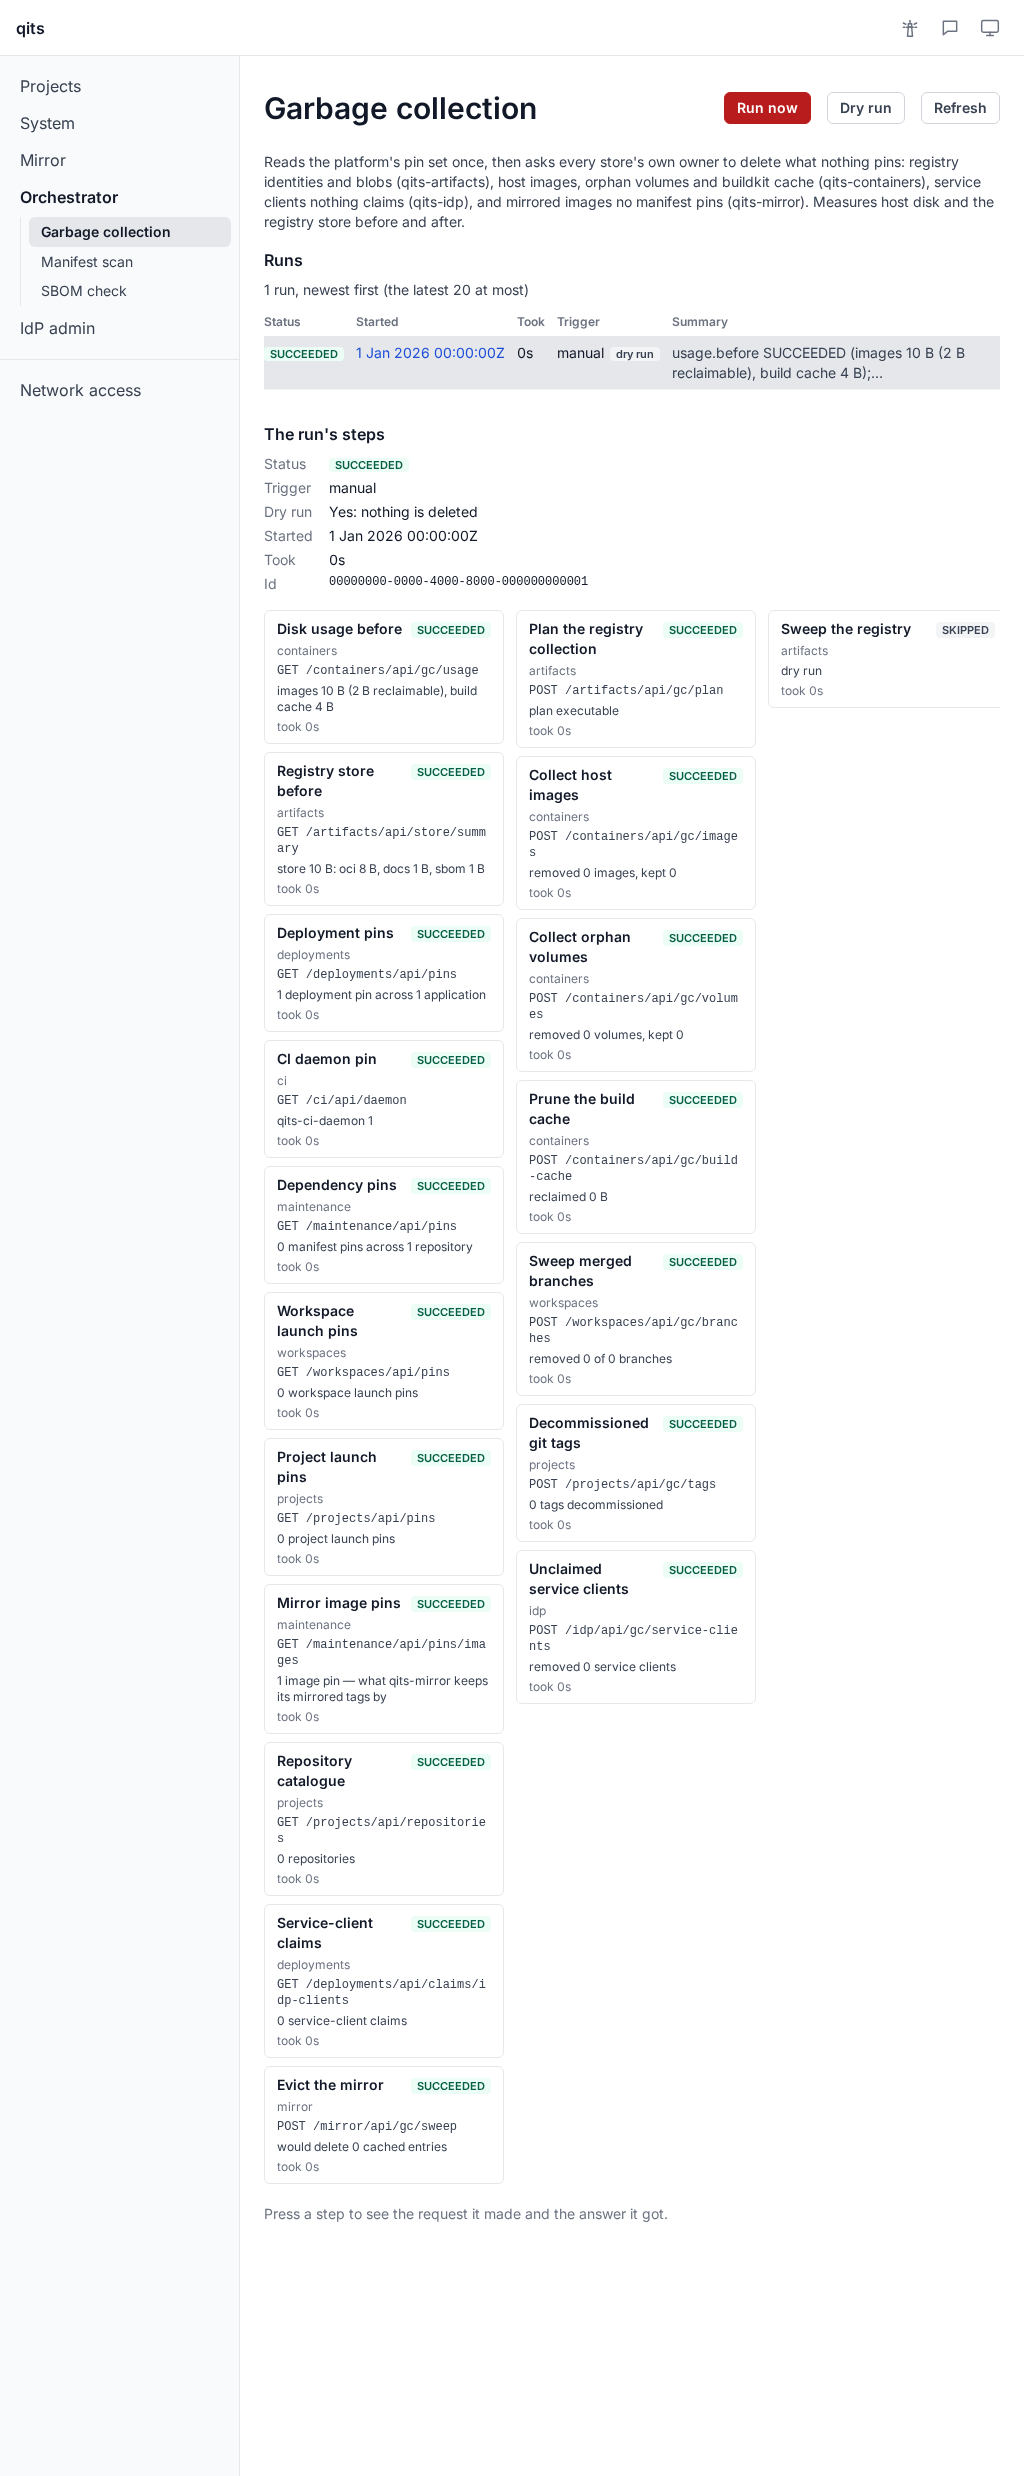 qits
Projects
System
Mirror
Orchestrator
Garbage collection
Manifest scan
SBOM check
IdP admin
Network access
Garbage collection
Run now
Dry run
Refresh
Reads the platform's pin set once, then asks every store's own owner to delete what nothing pins: registry
identities and blobs (qits-artifacts), host images, orphan volumes and buildkit cache (qits-containers), service
clients nothing claims (qits-idp), and mirrored images no manifest pins (qits-mirror). Measures host disk and the
registry store before and after.
Runs
1 run, newest first (the latest 20 at most)
Status Started Took Trigger Summary
SUCCEEDED 1 Jan 2026 00:00:00Z 0s manual dry run usage.before SUCCEEDED (images 10 B (2 B
reclaimable), build cache 4 B);...
The run's steps
Status SUCCEEDED
Trigger manual
Dry run Yes: nothing is deleted
Started 1 Jan 2026 00:00:00Z
Took 0s
Id 00000000-0000-4000-8000-000000000001
Disk usage before SUCCEEDED
containers
GET /containers/api/gc/usage
images 10 B (2 B reclaimable), build
cache 4 B
took 0s
Registry store SUCCEEDED
before
artifacts
GET /artifacts/api/store/summ
ary
store 10 B: oci 8 B, docs 1 B, sbom 1 B
took 0s
Deployment pins SUCCEEDED
deployments
GET /deployments/api/pins
1 deployment pin across 1 application
took 0s
CI daemon pin SUCCEEDED
ci
GET /ci/api/daemon
qits-ci-daemon 1
took 0s
Dependency pins SUCCEEDED
maintenance
GET /maintenance/api/pins
0 manifest pins across 1 repository
took 0s
Workspace SUCCEEDED
launch pins
workspaces
GET /workspaces/api/pins
0 workspace launch pins
took 0s
Project launch SUCCEEDED
pins
projects
GET /projects/api/pins
0 project launch pins
took 0s
Mirror image pins SUCCEEDED
maintenance
GET /maintenance/api/pins/ima
ges
1 image pin — what qits-mirror keeps
its mirrored tags by
took 0s
Repository SUCCEEDED
catalogue
projects
GET /projects/api/repositorie
s
0 repositories
took 0s
Service-client SUCCEEDED
claims
deployments
GET /deployments/api/claims/i
dp-clients
0 service-client claims
took 0s
Evict the mirror SUCCEEDED
mirror
POST /mirror/api/gc/sweep
would delete 0 cached entries
took 0s
Plan the registry SUCCEEDED
collection
artifacts
POST /artifacts/api/gc/plan
plan executable
took 0s
Collect host SUCCEEDED
images
containers
POST /containers/api/gc/image
s
removed 0 images, kept 0
took 0s
Collect orphan SUCCEEDED
volumes
containers
POST /containers/api/gc/volum
es
removed 0 volumes, kept 0
took 0s
Prune the build SUCCEEDED
cache
containers
POST /containers/api/gc/build
-cache
reclaimed 0 B
took 0s
Sweep merged SUCCEEDED
branches
workspaces
POST /workspaces/api/gc/branc
hes
removed 0 of 0 branches
took 0s
Decommissioned SUCCEEDED
git tags
projects
POST /projects/api/gc/tags
0 tags decommissioned
took 0s
Unclaimed SUCCEEDED
service clients
idp
POST /idp/api/gc/service-clie
nts
removed 0 service clients
took 0s
Sweep the registry SKIPPED
artifacts
dry run
took 0s
Press a step to see the request it made and the answer it got.